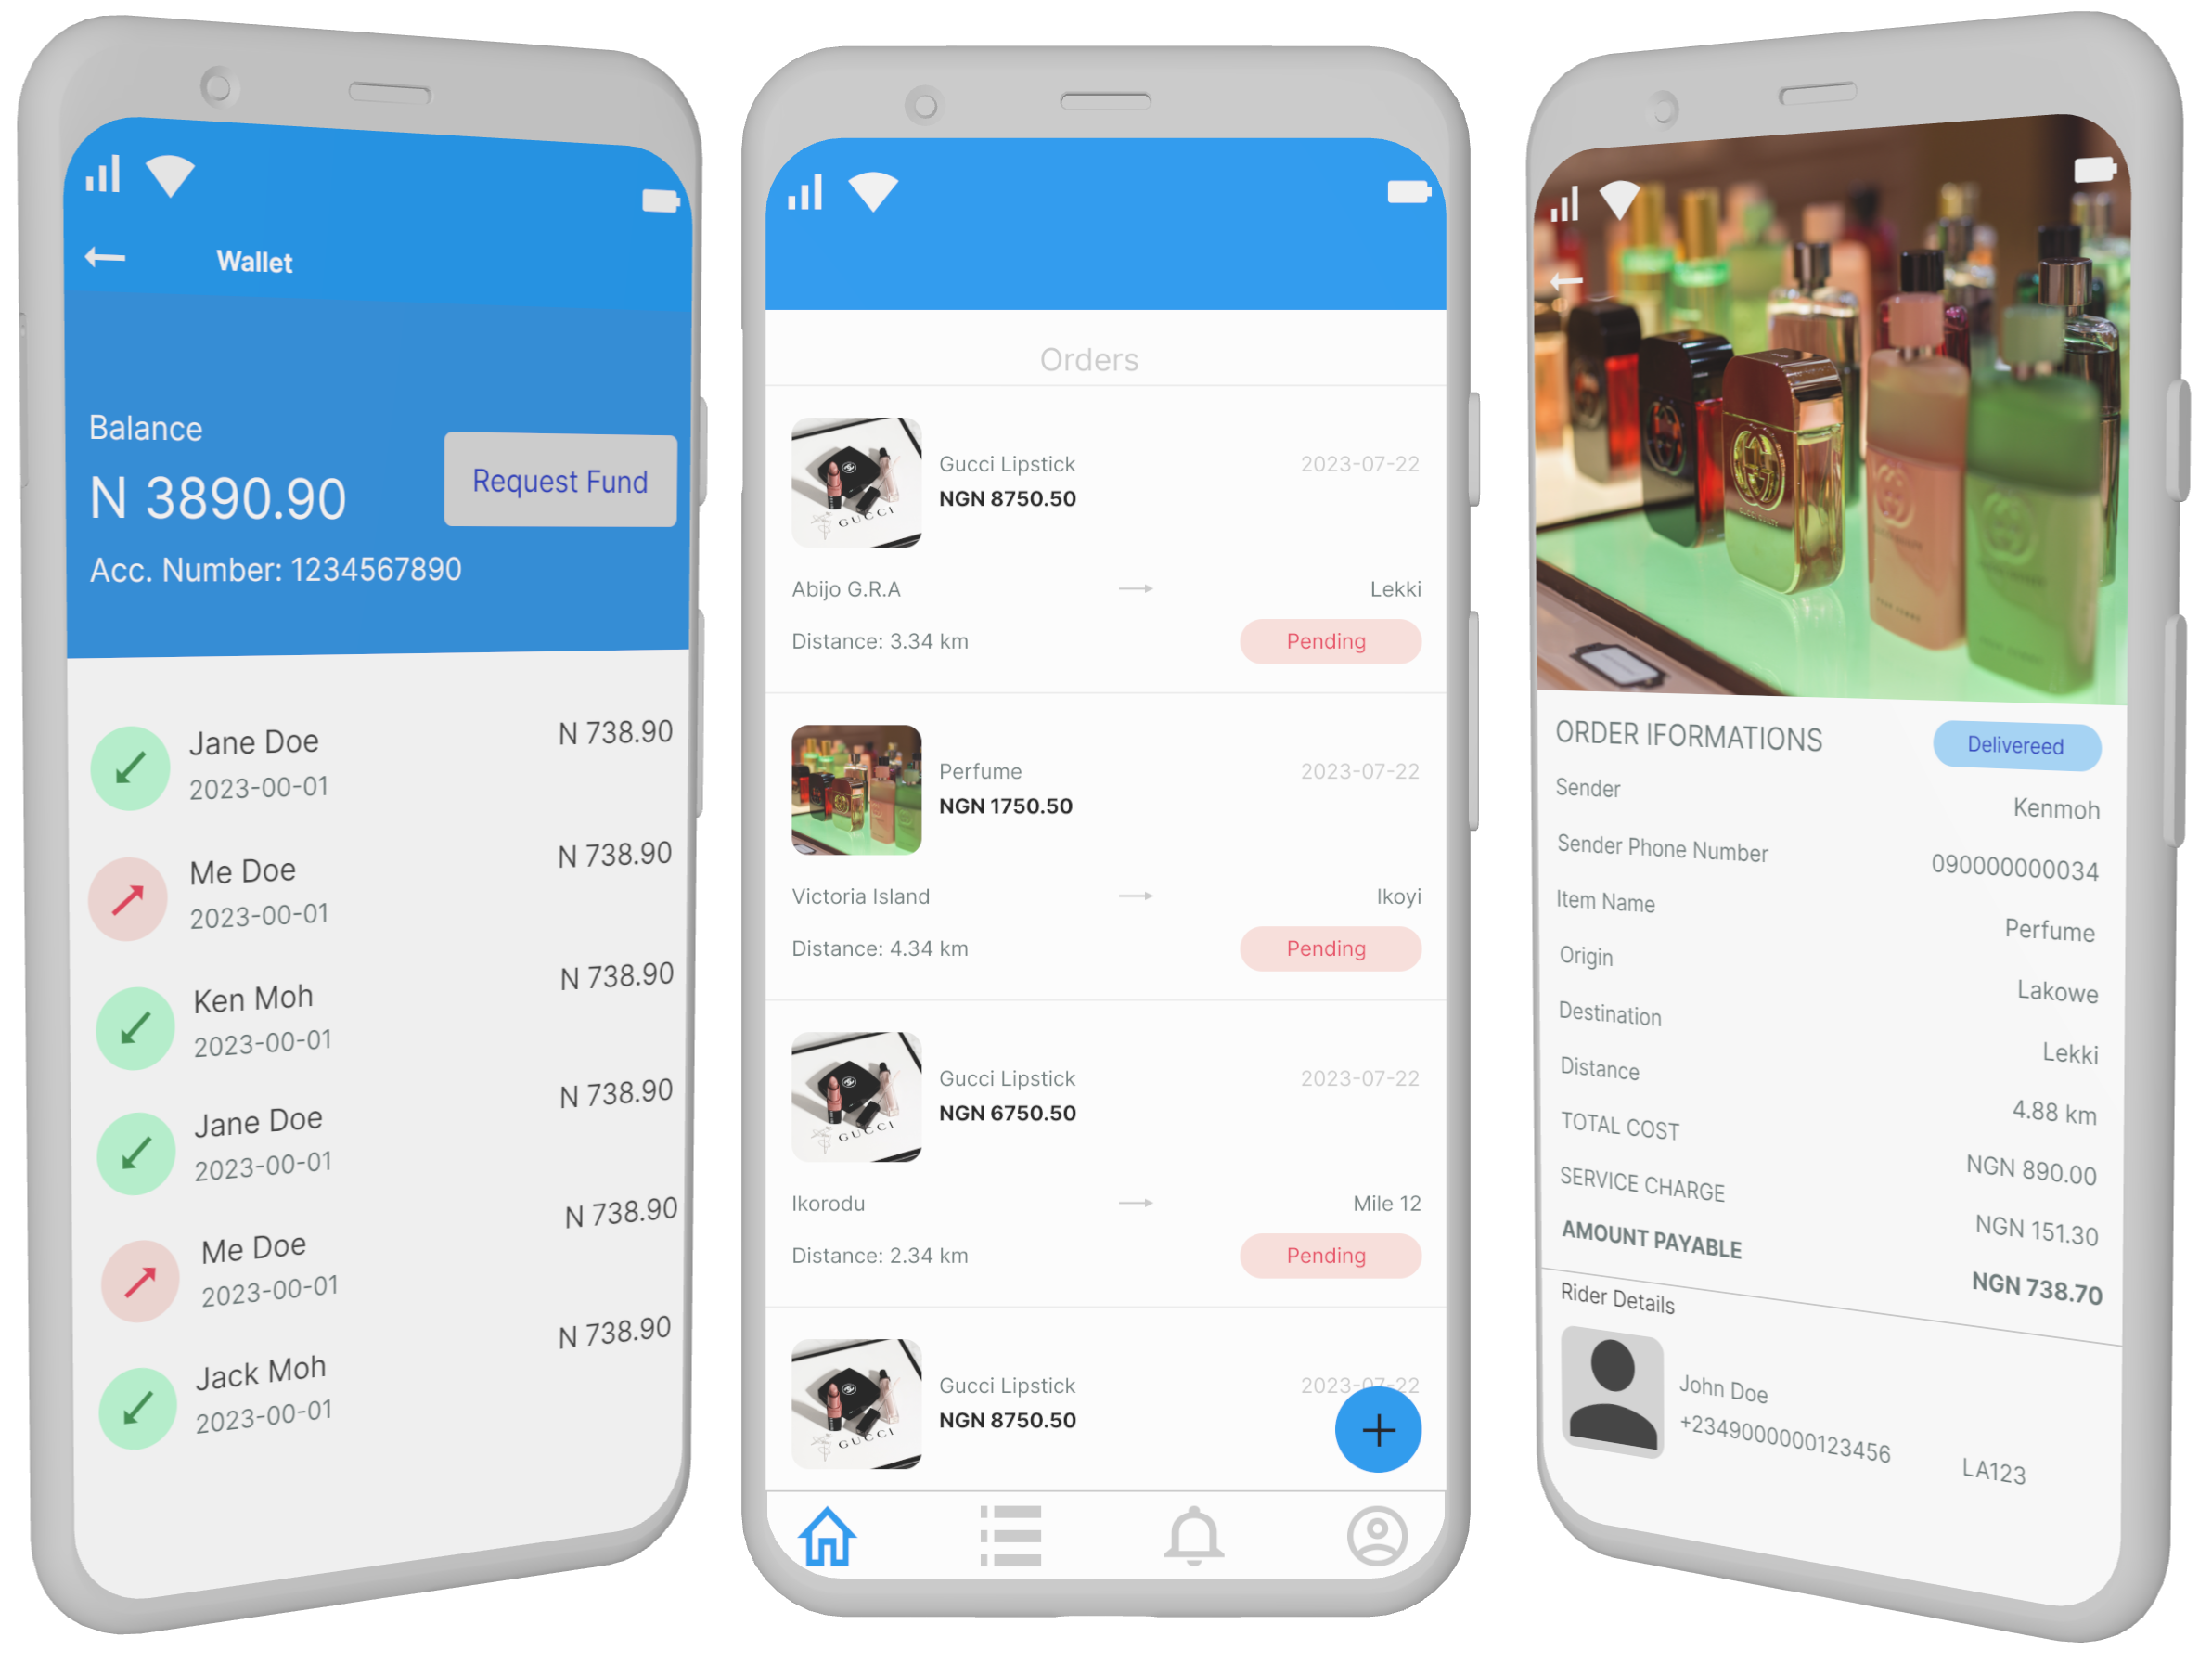 Wallet
Balance
N 3890.90
Request Fund
Acc. Number: 1234567890
Jane Doe
N 738.90
2023-00-01
Me Doe
N 738.90
2023-00-01
Ken Moh
N 738.90
2023-00-01
Jane Doe
N 738.90
2023-00-01
Me Doe
N 738.90
2023-00-01
Jack Moh
N 738.90
2023-00-01
Orders
Gucci Lipstick
2023-07-22
NGN 8750.50
GUCCI
Abijo G.R.A
Lekki
Distance: 3.34 km
Pending
Perfume
2023-07-22
NGN 1750.50
Victoria Island
Ikoyi
Distance: 4.34 km
Pending
Gucci Lipstick
2023-07-22
NGN 6750.50
GUCCI
Ikorodu
Mile 12
Distance: 2.34 km
Pending
Gucci Lipstick
2023-07-22
NGN 8750.50
GUCCI
ORDER IFORMATIONS
Delivereed
Sender
Kenmoh
Sender Phone Number
090000000034
Item Name
Perfume
Origin
Lakowe
Destination
Lekki
Distance
4.88 km
TOTAL COST
NGN 890.00
SERVICE CHARGE
NGN 151.30
AMOUNT PAYABLE
NGN 738.70
Rider Details
John Doe
+2349000000123456
LA123